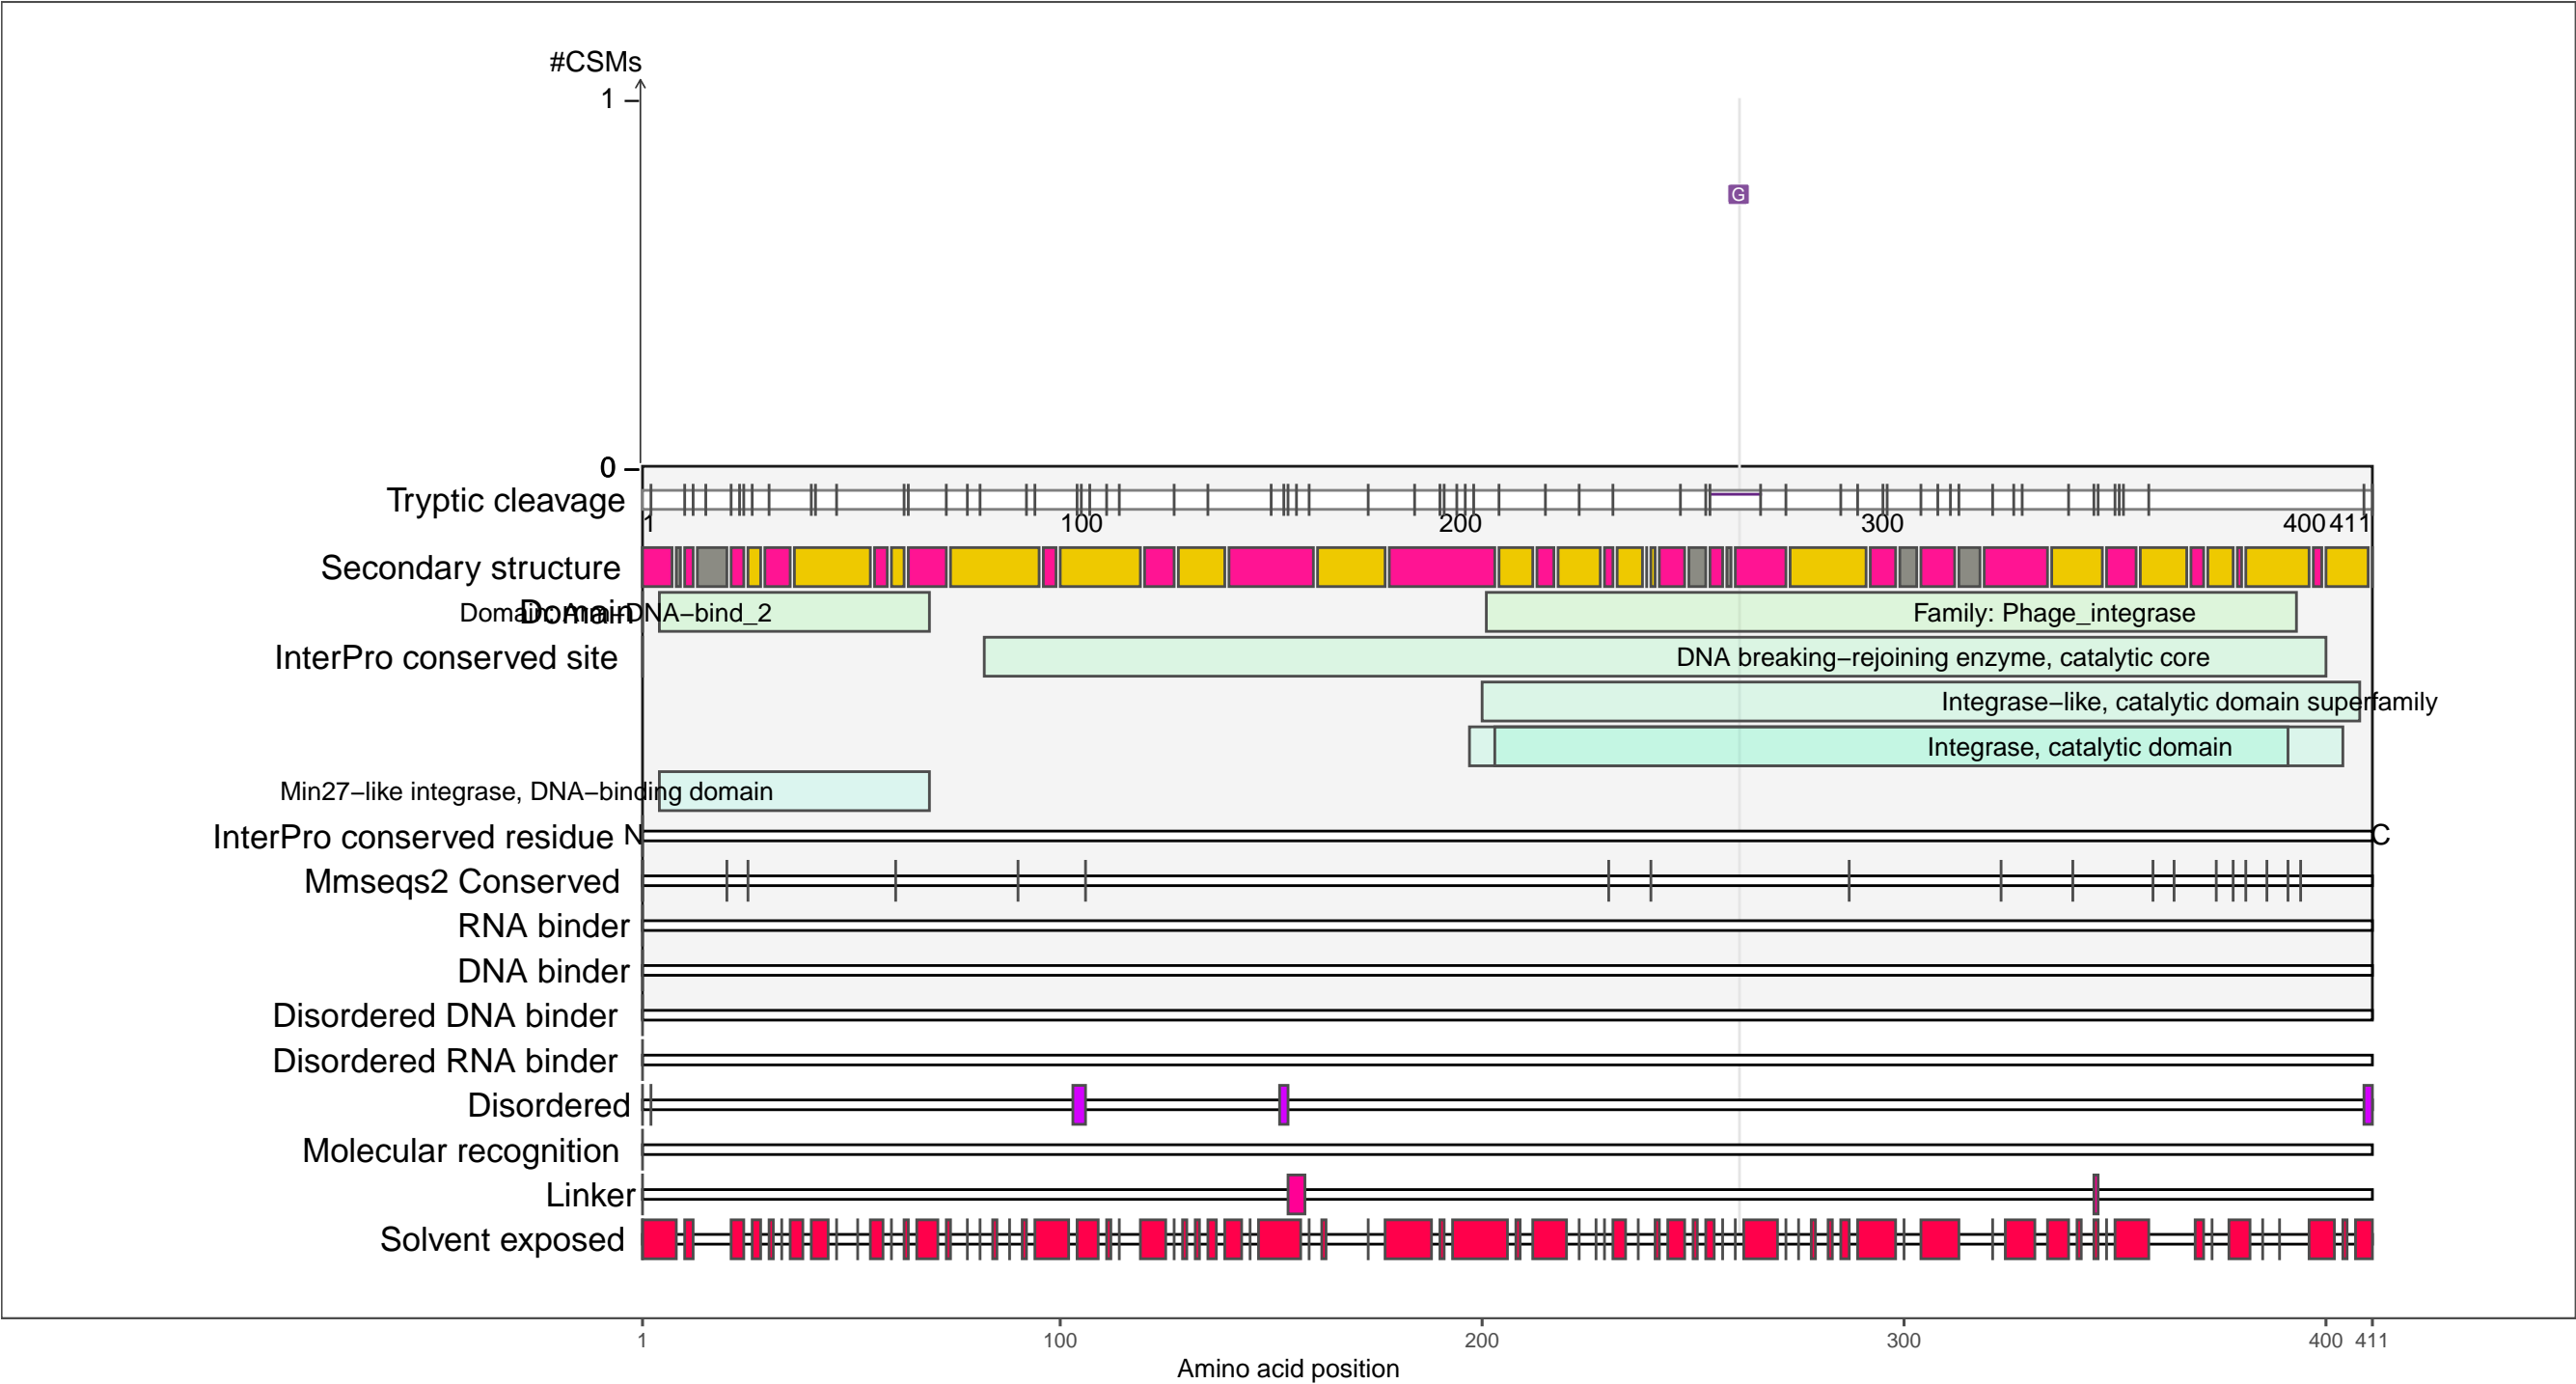 #CSMs
1
G
0
Tryptic cleavage
1 100 200 300 400 411
Secondary structure
Domain
Domain: Arm−DNA−bind_2
Family: Phage_integrase
InterPro conserved site
DNA breaking−rejoining enzyme, catalytic core
Integrase−like, catalytic domain superfamily
Integrase, catalytic domain
Min27−like integrase, DNA−binding domain
InterPro conserved residue N C
Mmseqs2 Conserved
RNA binder
DNA binder
Disordered DNA binder
Disordered RNA binder
Disordered
Molecular recognition
Linker
Solvent exposed
1 100 200 300 400 411
Amino acid position